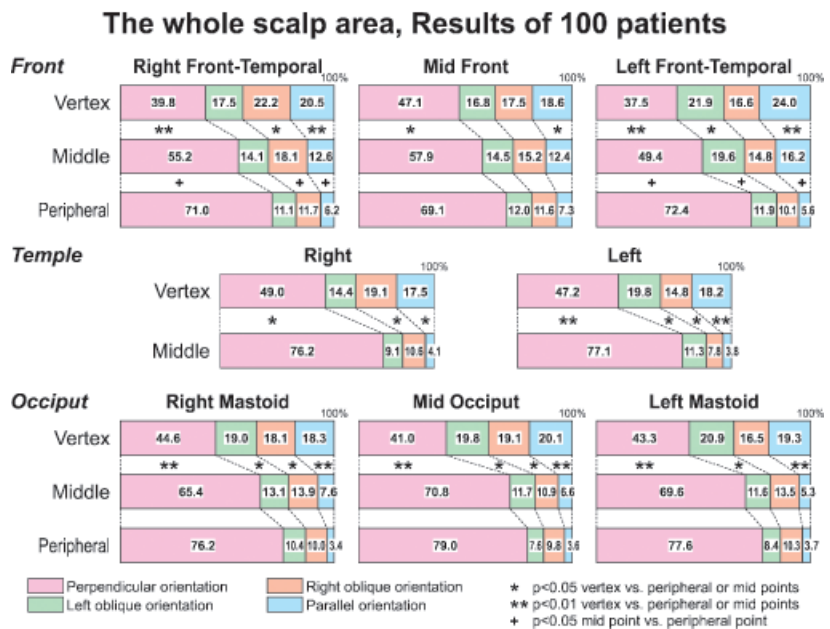 The whole scalp area, Results of 100 patients
Front
Right Front-Temporal
Mid Front
Left Front-Temporal
100%
100%
100%
Vertex
39.8 17.5 22.2 20.5
47.1 16.8 17.5 18.6
37.5 21.9 16.6 24.0
** * **
* *
** * **
Middle
55.2 14.1 18.1 12.6
57.9 14.5 15.2 12.4
49.4 19.6 14.8 16.2
+ + +
+ + +
Peripheral
71.0 11.1 11.7 6.2
69.1 12.0 11.6 7.3
72.4 11.9 10.1 5.6
Temple
Right
Left
100%
100%
Vertex
49.0 14.4 19.1 17.5
47.2 19.8 14.8 18.2
* * *
** * * **
Middle
76.2 9.1 10.6 4.1
77.1 11.3 7.8 3.8
Occiput
Right Mastoid
Mid Occiput
Left Mastoid
100%
100%
100%
Vertex
44.6 19.0 18.1 18.3
41.0 19.8 19.1 20.1
43.3 20.9 16.5 19.3
** * * **
** * * **
** * **
Middle
65.4 13.1 13.9 7.6
70.8 11.7 10.9 6.6
69.6 11.6 13.5 5.3
Peripheral
76.2 10.4 10.0 3.4
79.0 7.6 9.8 3.6
77.6 8.4 10.3 3.7
Perpendicular orientation
Right oblique orientation
* p<0.05 vertex vs. peripheral or mid points
Left oblique orientation
Parallel orientation
** p<0.01 vertex vs. peripheral or mid points
+ p<0.05 mid point vs. peripheral point